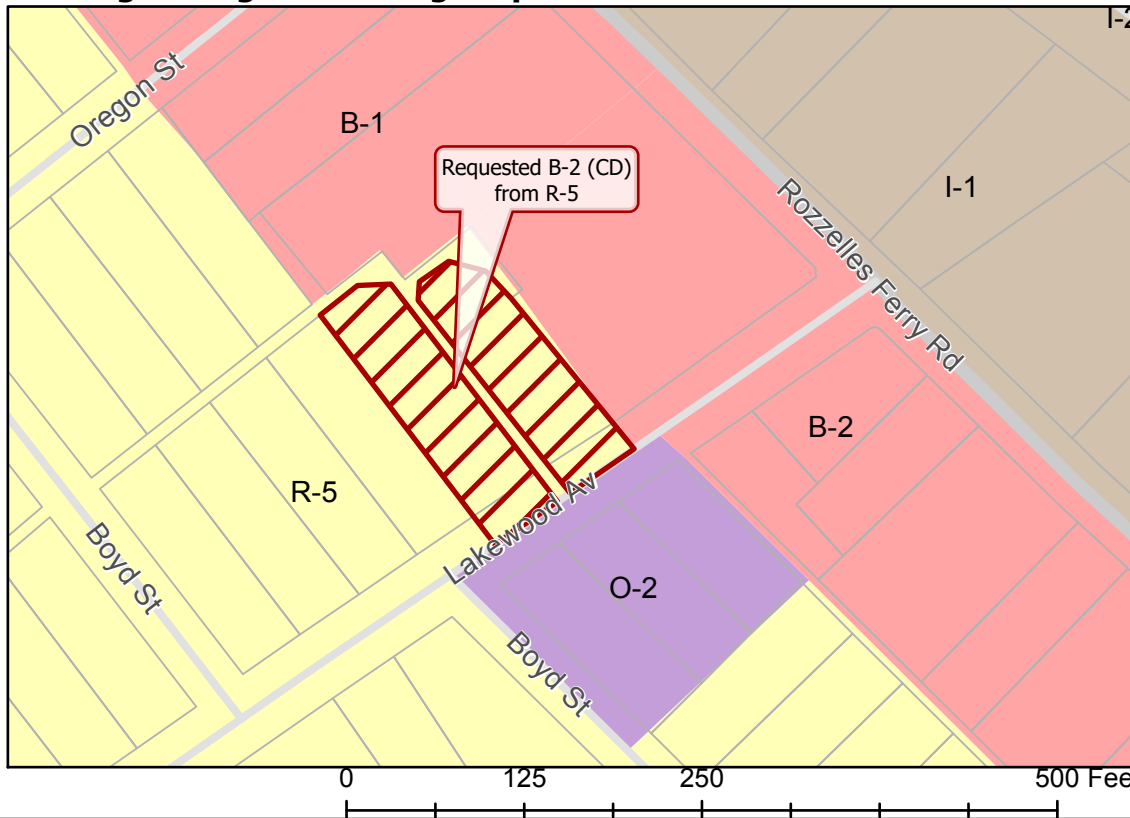 I-2
Oregon St
B-1
Requested B-2 (CD)
from R-5
I-1
Rozzelles Ferry Rd
B-2
R-5
Lakewood Av
Boyd St
O-2
Boyd St
0 125 250 500 Fee